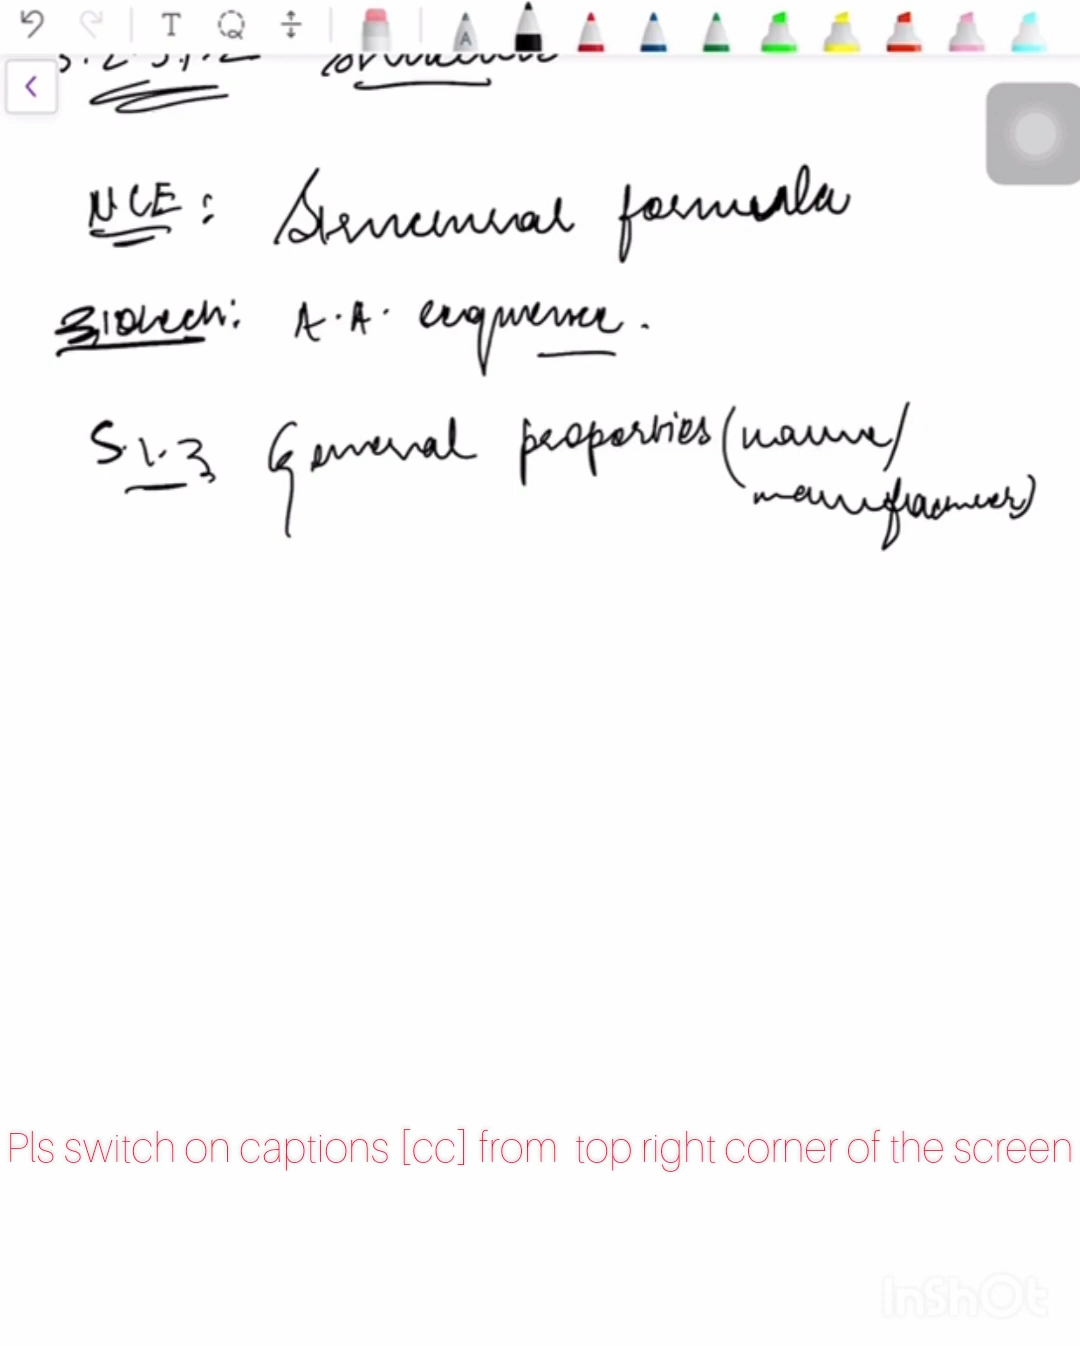 NCE: Structural formula
Biotech: A.A. sequence.
S.1.3 General properties (name/
manufacturer)
Pls switch on captions [cc] from top right corner of the screen
InShOt